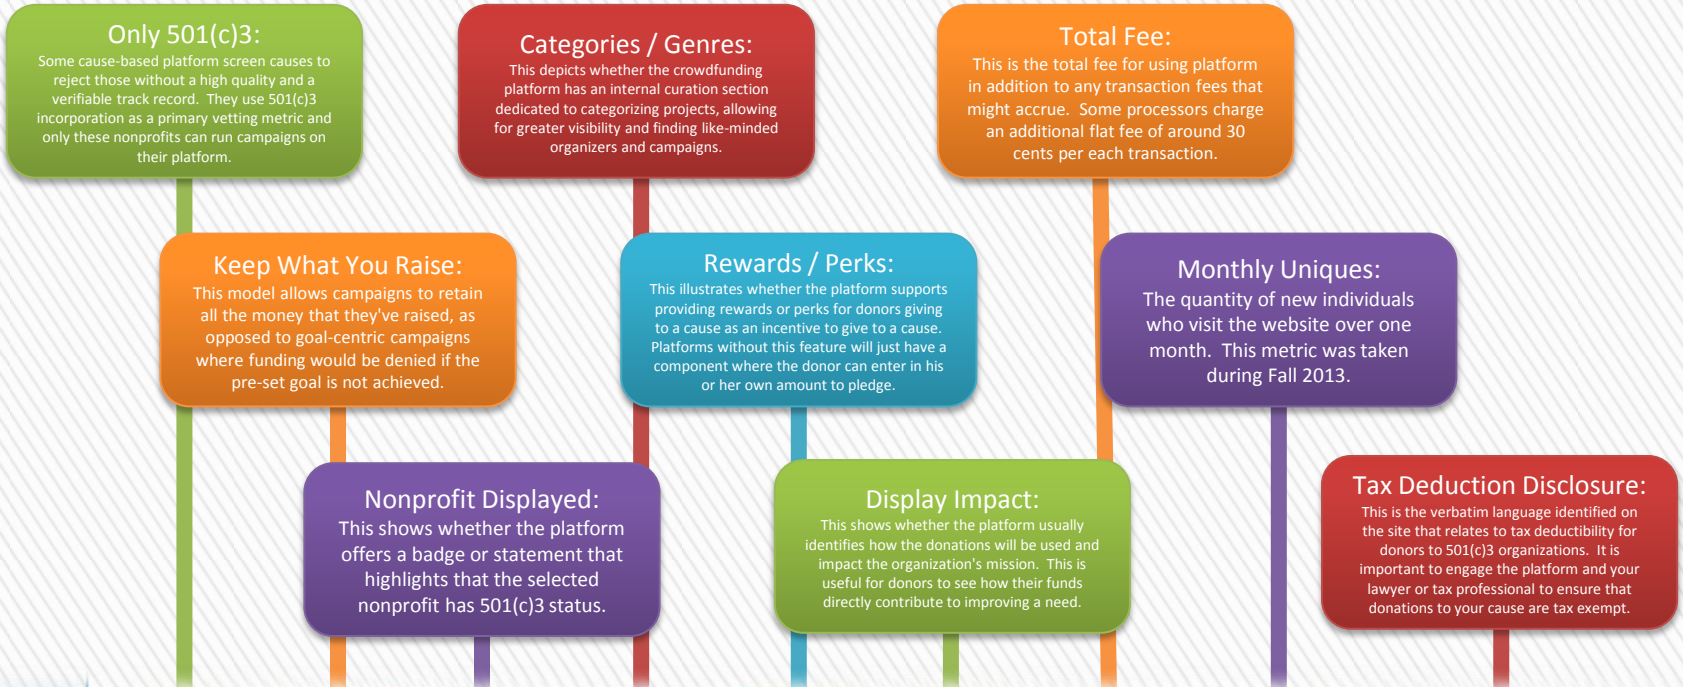 Only 501(c)3:
Some cause-based platform screen causes to
reject those without a high quality and a
verifiable track record.  They use 501(c)3
incorporation as a primary vetting metric and
only these nonprofits can run campaigns on
their platform.
Categories / Genres:
This depicts whether the crowdfunding
platform has an internal curation section
dedicated to categorizing projects, allowing
for greater visibility and finding like-minded
organizers and campaigns.
Total Fee:
This is the total fee for using platform
in addition to any transaction fees that
might accrue.  Some processors charge
an additional flat fee of around 30
cents per each transaction.
Keep What You Raise:
This model allows campaigns to retain
all the money that they've raised, as
opposed to goal-centric campaigns
where funding would be denied if the
pre-set goal is not achieved.
Rewards / Perks:
This illustrates whether the platform supports
providing rewards or perks for donors giving
to a cause as an incentive to give to a cause.
Platforms without this feature will just have a
component where the donor can enter in his
or her own amount to pledge.
Monthly Uniques:
The quantity of new individuals
who visit the website over one
month.  This metric was taken
during Fall 2013.
Nonprofit Displayed:
This shows whether the platform
offers a badge or statement that
highlights that the selected
nonprofit has 501(c)3 status.
Display Impact:
This shows whether the platform usually
identifies how the donations will be used and
impact the organization's mission.  This is
useful for donors to see how their funds
directly contribute to improving a need.
Tax Deduction Disclosure:
This is the verbatim language identified on
the site that relates to tax deductibility for
donors to 501(c)3 organizations.  It is
important to engage the platform and your
lawyer or tax professional to ensure that
donations to your cause are tax exempt.